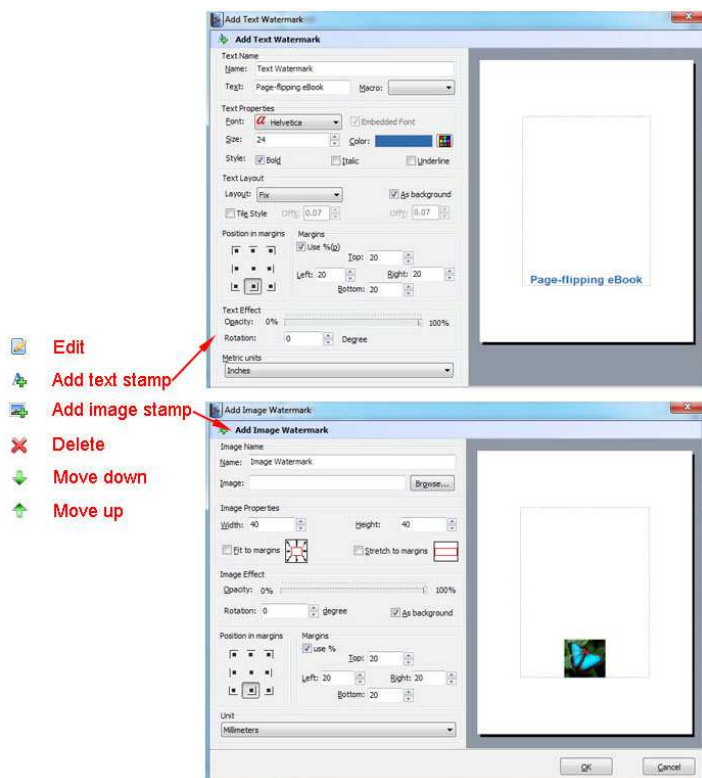 Add Text Watermark
Add Text Watermark
Text Name
Name: Text Watermark
Text: Page-flipping eBook Macro:
Text Properties
Font: a Helvetica Embedded Font
Size: 24 Color:
Style: Bold Italic Underline
Text Layout
Layout: Fix As background
Tile Style OffX: 0.07 OffY: 0.07
Position in margins Margins
Use %(p)
Top: 20
Left: 20 Right: 20
Bottom: 20
Text Effect
Opacity: 0% 100%
Rotation: 0 Degree
Metric units
Inches
Page-flipping eBook
Edit
Add text stamp
Add image stamp
Delete
Move down
Move up
Add Image Watermark
Add Image Watermark
Image Name
Name: Image Watermark
Image: Browse...
Image Properties
Width: 40 Height: 40
Fit to margins Stretch to margins
Image Effect
Opacity: 0% 100%
Rotation: 0 degree As background
Position in margins Margins
use %
Top: 20
Left: 20 Right: 20
Bottom: 20
Unit
Millimeters
OK Cancel